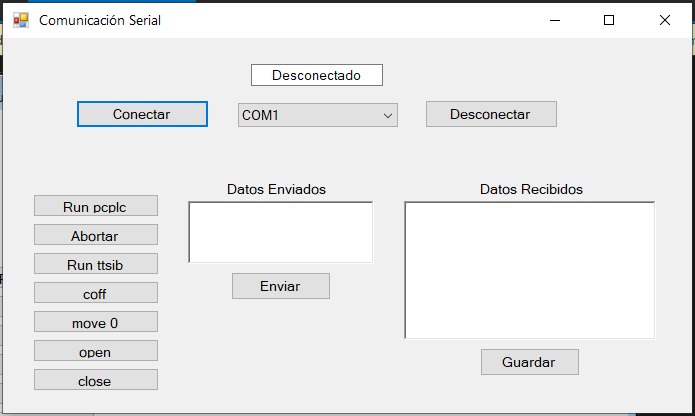 Comunicación Serial
Desconectado
Conectar
COM1
Desconectar
Datos Enviados
Datos Recibidos
Run pcplc
Abortar
Run ttsib
coff
move 0
open
close
Enviar
Guardar